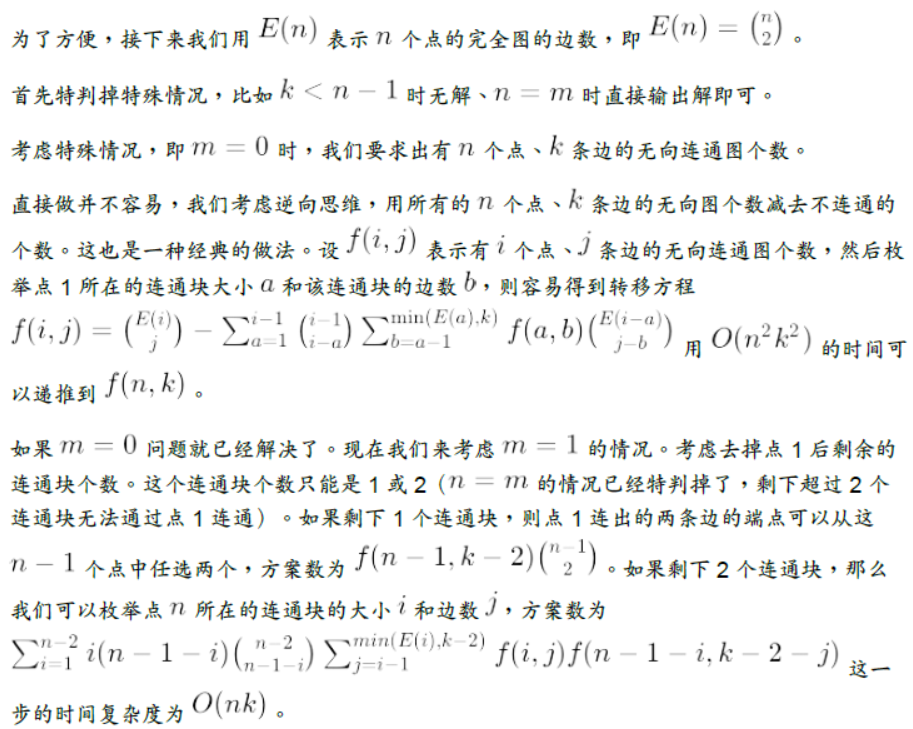 为了方便，接下来我们用 E(n) 表示 n 个点的完全图的边数，即 E(n) = \binom{n}{2} 。
首先特判掉特殊情况，比如 k < n − 1 时无解、n = m 时直接输出解即可。
考虑特殊情况，即 m = 0 时，我们要求出有 n 个点、k 条边的无向连通图个数。
直接做并不容易，我们考虑逆向思维，用所有的 n 个点、k 条边的无向图个数减去不连通的
个数。这也是一种经典的做法。设 f(i, j) 表示有 i 个点、j 条边的无向连通图个数，然后枚
举点 1 所在的连通块大小 a 和该连通块的边数 b，则容易得到转移方程
f(i, j) = \binom{E(i)}{j} − \sum_{a=1}^{i−1} \binom{i−1}{i−a} \sum_{b=a−1}^{min(E(a),k)} f(a, b) \binom{E(i−a)}{j−b} 用 O(n^2k^2) 的时间可
以递推到 f(n, k) 。
如果 m = 0 问题就已经解决了。现在我们来考虑 m = 1 的情况。考虑去掉点 1 后剩余的
连通块个数。这个连通块个数只能是 1 或 2（n = m 的情况已经特判掉了，剩下超过 2 个
连通块无法通过点 1 连通）。如果剩下 1 个连通块，则点 1 连出的两条边的端点可以从这
n − 1 个点中任选两个，方案数为 f(n − 1, k − 2)\binom{n−1}{2} 。如果剩下 2 个连通块，那么
我们可以枚举点 n 所在的连通块的大小 i 和边数 j，方案数为
\sum_{i=1}^{n−2} i(n − 1 − i)\binom{n−2}{n−1−i} \sum_{j=i−1}^{min(E(i),k−2)} f(i, j)f(n − 1 − i, k − 2 − j) 这一
步的时间复杂度为 O(nk) 。